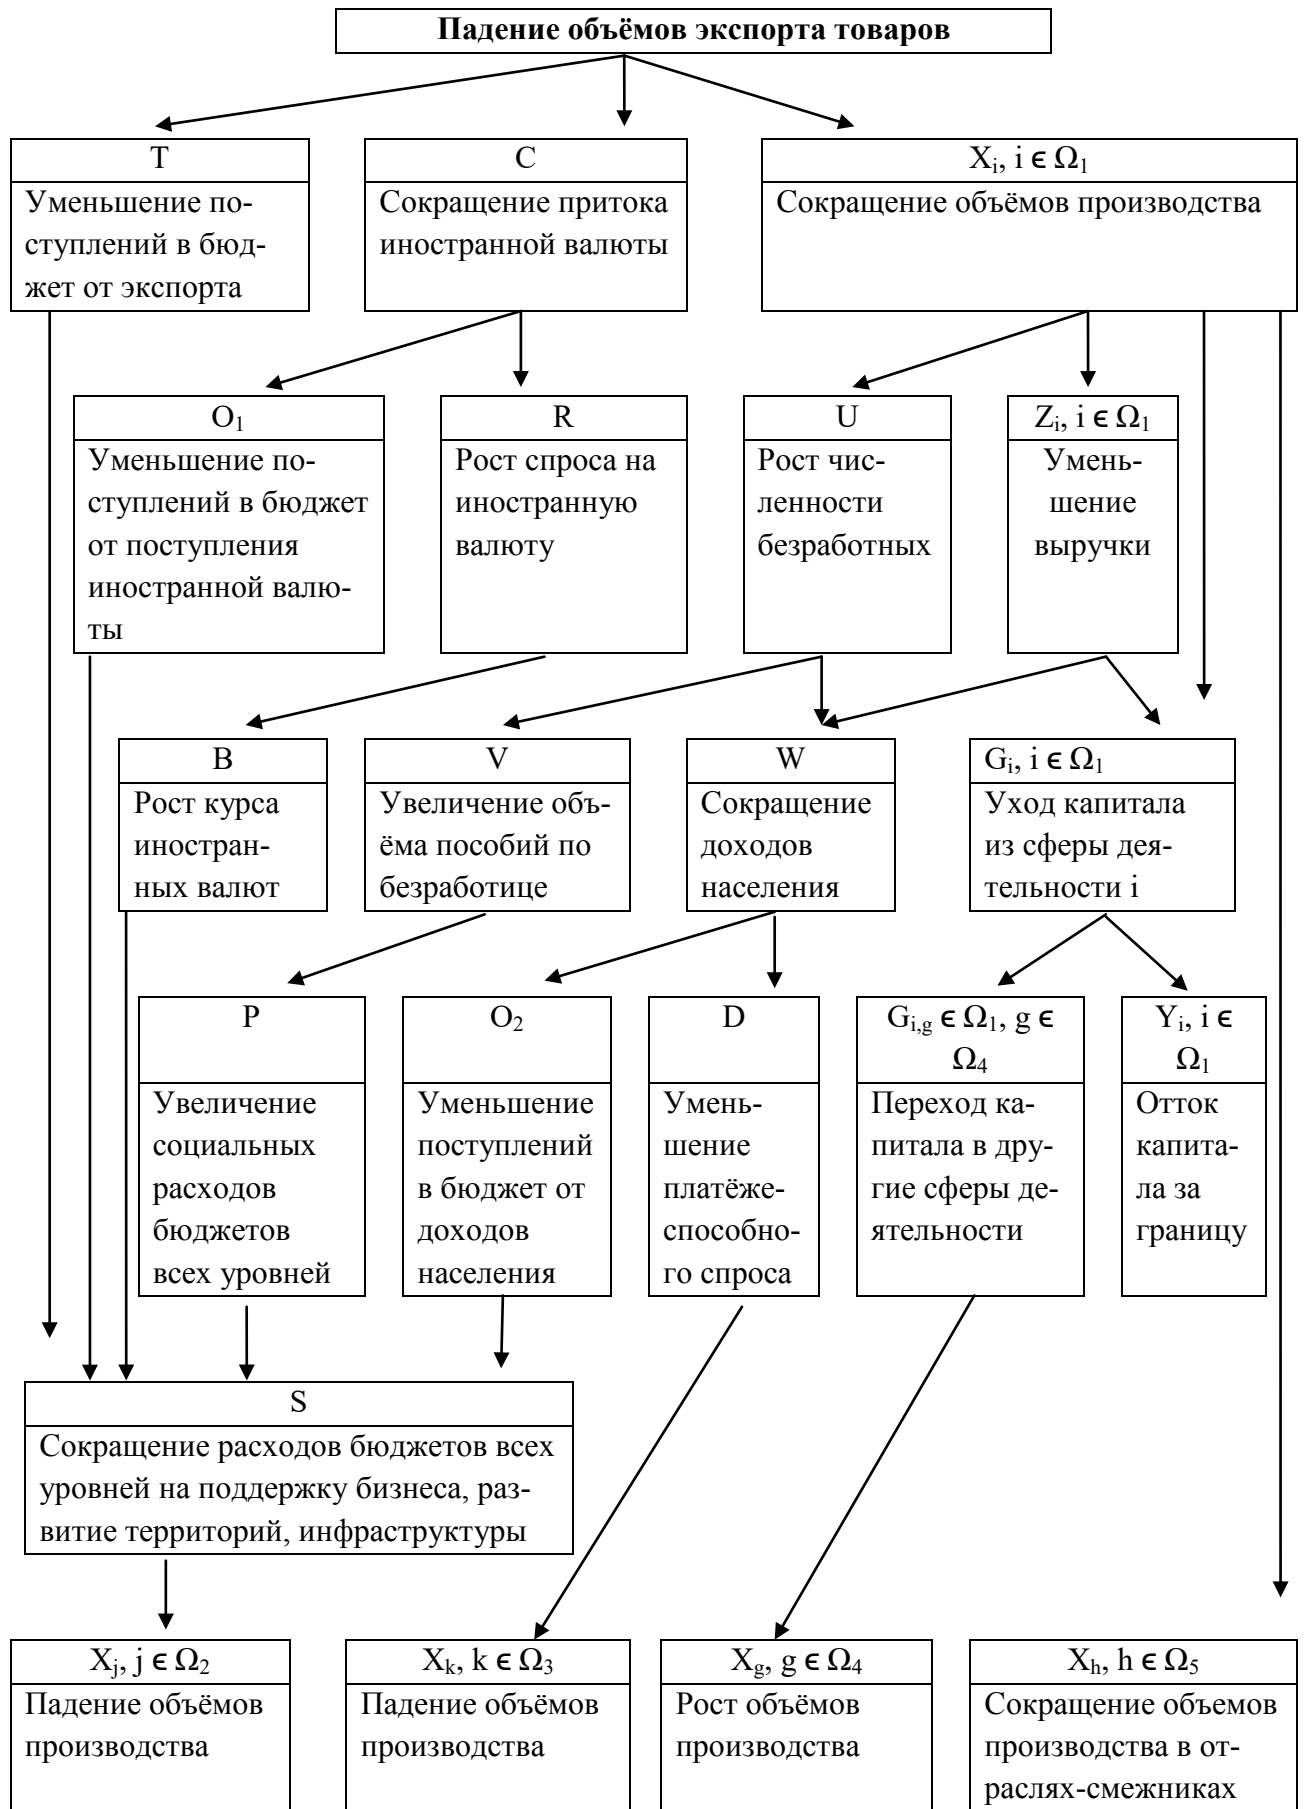 Падение объёмов экспорта товаров
T
Уменьшение по-
ступлений в бюд-
жет от экспорта
C
Сокращение притока
иностранной валюты
Xi, i ϵ Ω1
Сокращение объёмов производства
O1
Уменьшение по-
ступлений в бюджет
от поступления
иностранной валю-
ты
R
Рост спроса на
иностранную
валюту
U
Рост чис-
ленности
безработных
Zi, i ϵ Ω1
Умень-
шение
выручки
B
Рост курса
иностран-
ных валют
V
Увеличение объ-
ёма пособий по
безработице
W
Сокращение
доходов
населения
Gi, i ϵ Ω1
Уход капитала
из сферы дея-
тельности i
P
Увеличение
социальных
расходов
бюджетов
всех уровней
O2
Уменьшение
поступлений
в бюджет от
доходов
населения
D
Умень-
шение
платёже-
способно-
го спроса
Gi,g ϵ Ω1, g ϵ
Ω4
Переход ка-
питала в дру-
гие сферы де-
ятельности
Yi, i ϵ
Ω1
Отток
капита-
ла за
границу
S
Сокращение расходов бюджетов всех
уровней на поддержку бизнеса, раз-
витие территорий, инфраструктуры
Xj, j ϵ Ω2
Падение объёмов
производства
Xk, k ϵ Ω3
Падение объёмов
производства
Xg, g ϵ Ω4
Рост объёмов
производства
Xh, h ϵ Ω5
Сокращение объемов
производства в от-
раслях-смежниках